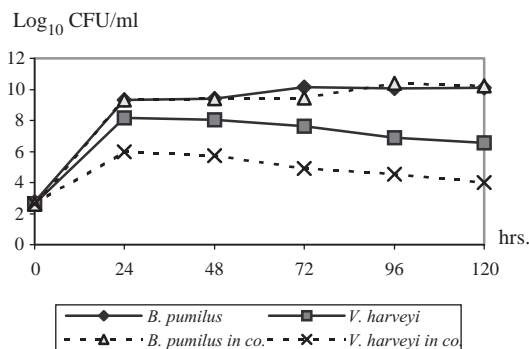 Log10 CFU/ml
12
10
8
6
4
2
0
0 24 48 72 96 120
hrs.
B. pumilus V. harveyi
B. pumilus in co. V. harveyi in co.